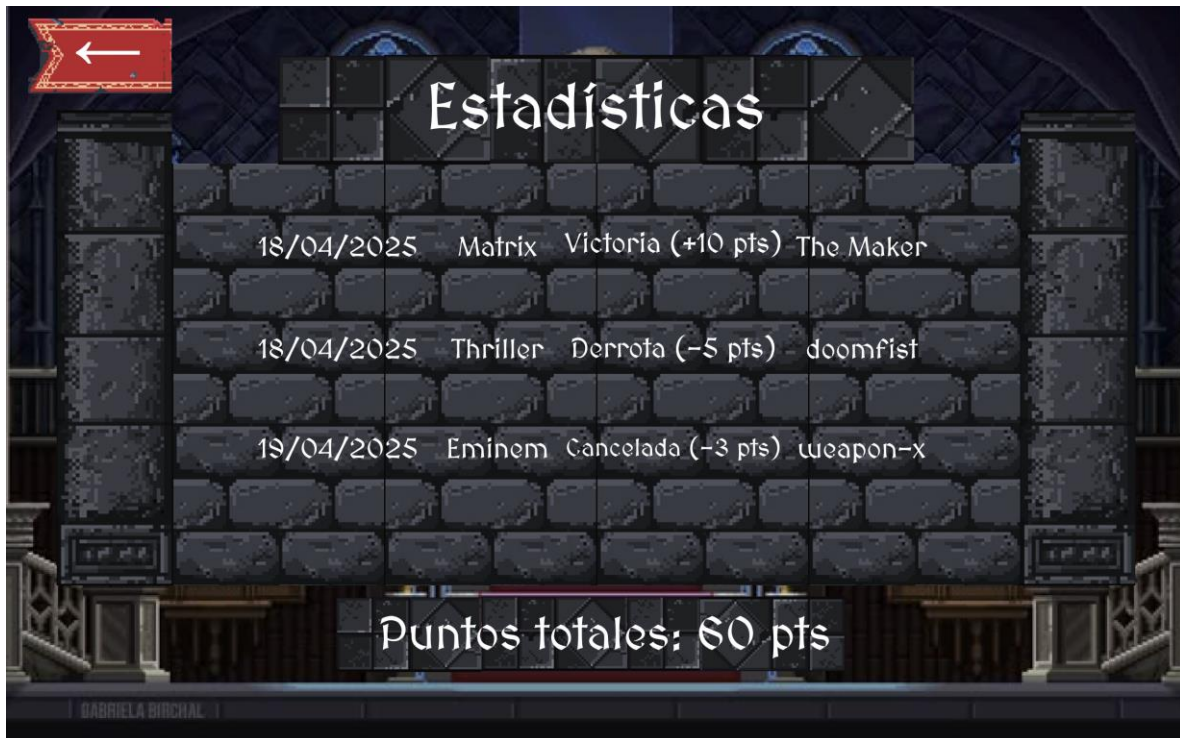 Estadísticas
18/04/2025 Matrix Victoria (+10 pts) The Maker
18/04/2025 Thriller Derrota (-5 pts) doomfist
19/04/2025 Eminem Cancelada (-3 pts) weapon-x
Puntos totales: 60 pts
GABRIELA BIRCHAL